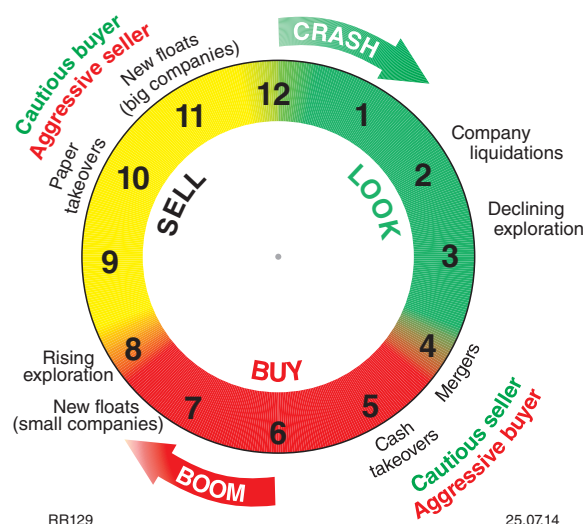 Cautious buyer
Aggressive seller
New floats
(big companies)
CRASH
12
1
2
3
4
5
6
7
8
9
10
11
Company
liquidations
Declining
exploration
LOOK
SELL
BUY
Paper
takeovers
Rising
exploration
New floats
(small companies)
Mergers
Cash
takeovers
Cautious seller
Aggressive buyer
BOOM
RR129
25.07.14